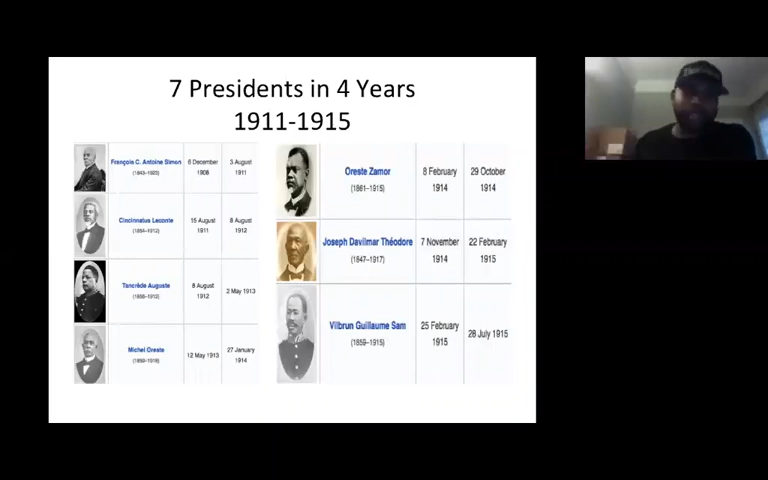 7 Presidents in 4 Years
1911-1915
François C. Antoine Simon
6 December
3 August
(1843–1923)
1908
1911
Cincinnatus Leconte
15 August
8 August
(1854–1912)
1911
1912
Tancrède Auguste
8 August
2 May 1913
(1856–1913)
1912
Michel Oreste
12 May 1913
27 January
(1859–1918)
1914
Oreste Zamor
8 February
29 October
(1861–1915)
1914
1914
Joseph Davilmar Théodore
7 November
22 February
(1847–1917)
1914
1915
Vilbrun Guillaume Sam
25 February
28 July 1915
(1859–1915)
1915